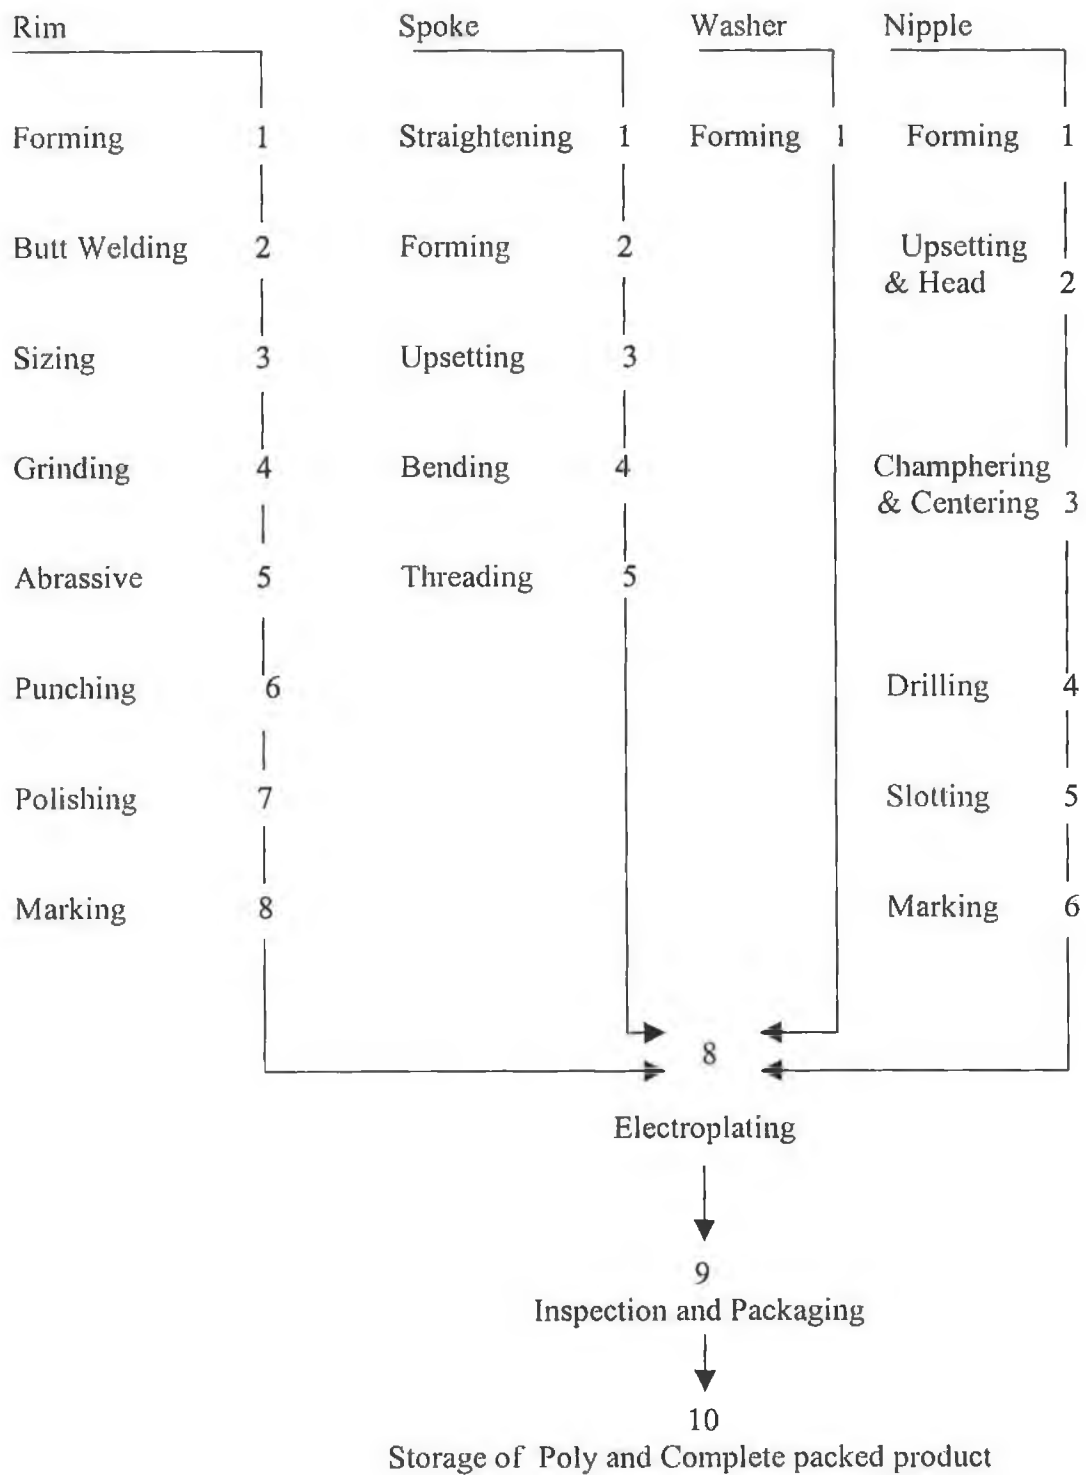 Rim Spoke Washer Nipple
Forming 1 Straightening 1 Forming 1 Forming 1
Butt Welding 2 Forming 2 Upsetting
& Head 2
Sizing 3 Upsetting 3
Grinding 4 Bending 4 Champhering
& Centering 3
Abrassive 5 Threading 5
Punching 6 Drilling 4
Polishing 7 Slotting 5
Marking 8 Marking 6
8
Electroplating
9
Inspection and Packaging
10
Storage of Poly and Complete packed product